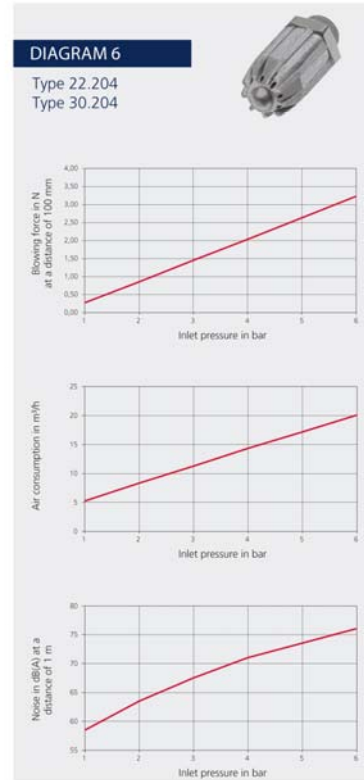 DIAGRAM 6
Type 22.204
Type 30.204
Blowing force in N
at a distance of 100 mm
4,00
3,50
3,00
2,50
2,00
1,50
1,00
0,50
0,00
1 2 3 4 5 6
Inlet pressure in bar
Air consumption in m³/h
25
20
15
10
5
0
1 2 3 4 5 6
Inlet pressure in bar
Noise in dB(A) at a
distance of 1 m
80
75
70
65
60
55
1 2 3 4 5 6
Inlet pressure in bar